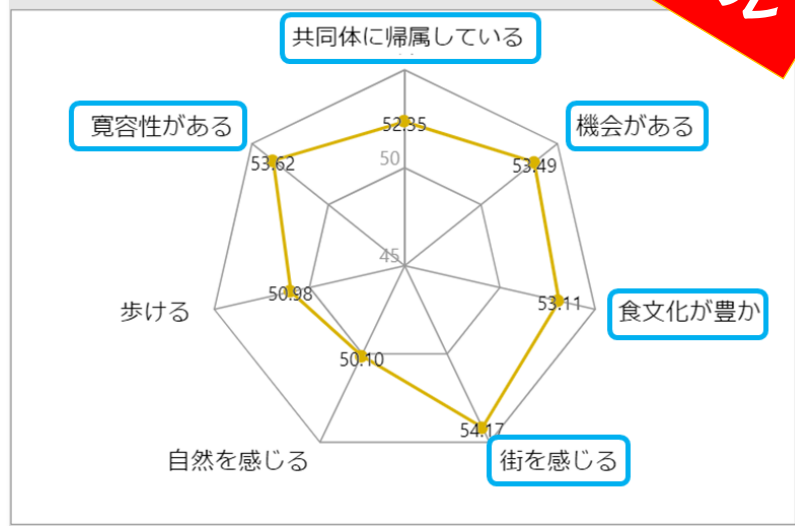 共同体に帰属している
寛容性がある
機会がある
52.35
53.62
50
53.49
45
50.98
53.11
歩ける
食文化が豊か
50.10
54.17
自然を感じる
街を感じる